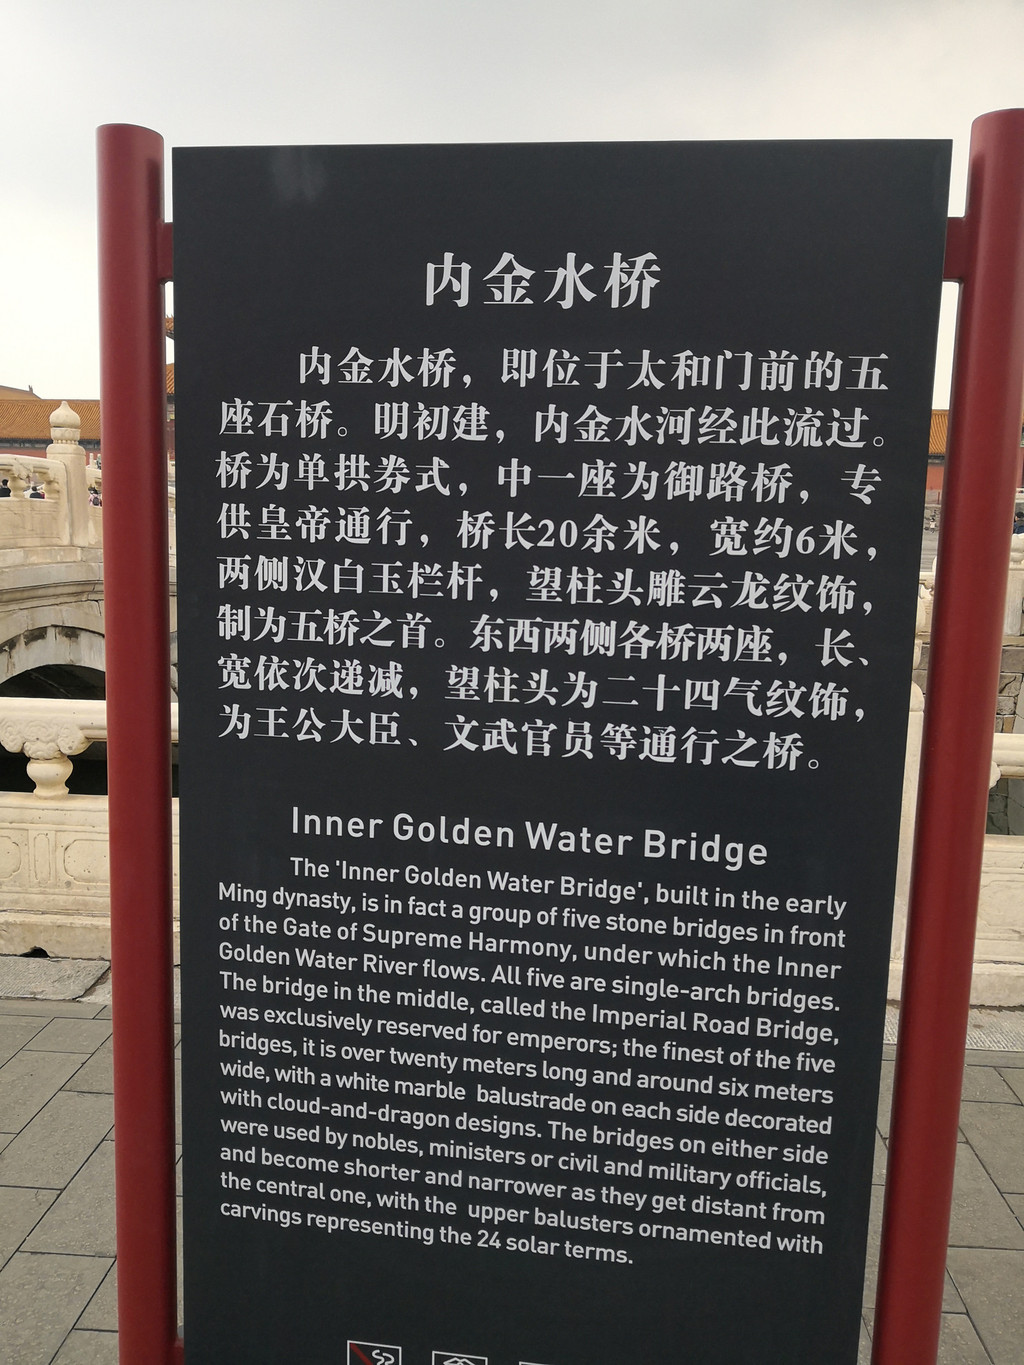 内金水桥
内金水桥，即位于太和门前的五
座石桥。明初建，内金水河经此流过。
桥为单拱券式，中一座为御路桥，专
供皇帝通行，桥长20余米，宽约6米，
两侧汉白玉栏杆，望柱头雕云龙纹饰，
制为五桥之首。东西两侧各桥两座，长、
宽依次递减，望柱头为二十四气纹饰，
为王公大臣、文武官员等通行之桥。
Inner Golden Water Bridge
The 'Inner Golden Water Bridge', built in the early
Ming dynasty, is in fact a group of five stone bridges in front
of the Gate of Supreme Harmony, under which the Inner
Golden Water River flows. All five are single-arch bridges.
The bridge in the middle, called the Imperial Road Bridge,
was exclusively reserved for emperors; the finest of the five
bridges, it is over twenty meters long and around six meters
wide, with a white marble balustrade on each side decorated
with cloud-and-dragon designs. The bridges on either side
were used by nobles, ministers or civil and military officials,
and become shorter and narrower as they get distant from
the central one, with the upper balusters ornamented with
carvings representing the 24 solar terms.